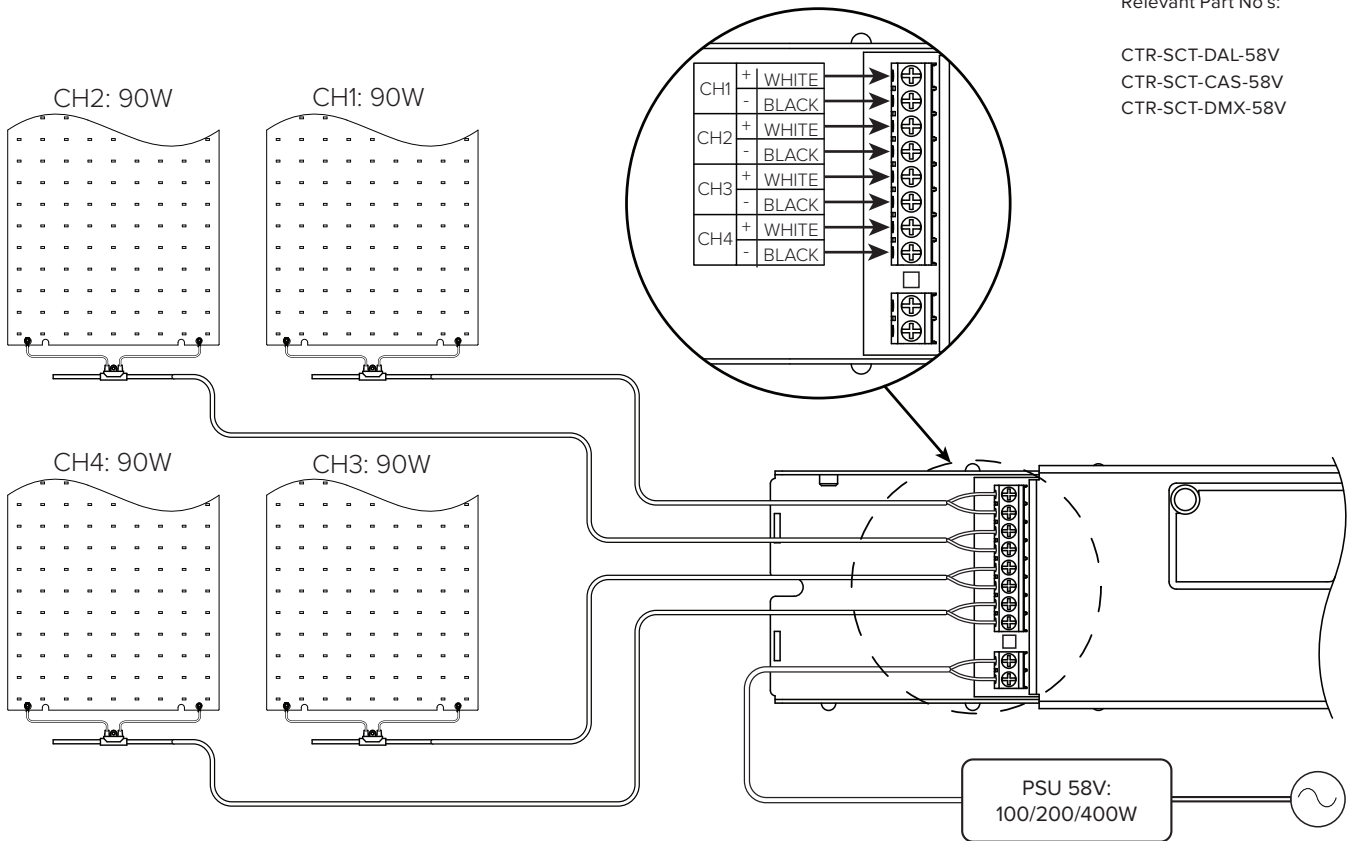 Relevant Part No's:
CTR-SCT-DAL-58V
CTR-SCT-CAS-58V
CTR-SCT-DMX-58V
CH2: 90W
CH1: 90W
CH1 + WHITE
- BLACK
CH2 + WHITE
- BLACK
CH3 + WHITE
- BLACK
CH4 + WHITE
- BLACK
CH4: 90W
CH3: 90W
PSU 58V:
100/200/400W